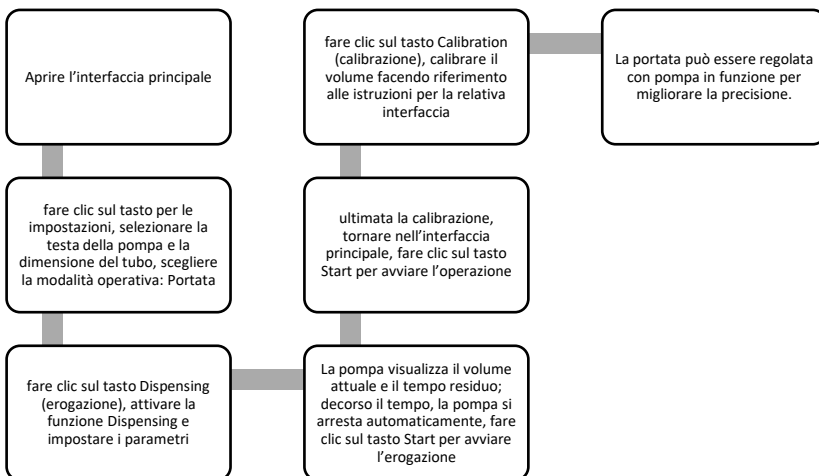 Aprire l’interfaccia principale
fare clic sul tasto per le
impostazioni, selezionare la
testa della pompa e la
dimensione del tubo, scegliere
la modalità operativa: Portata
fare clic sul tasto Dispensing
(erogazione), attivare la
funzione Dispensing e
impostare i parametri
La pompa visualizza il volume
attuale e il tempo residuo;
decorso il tempo, la pompa si
arresta automaticamente, fare
clic sul tasto Start per avviare
l’erogazione
ultimata la calibrazione,
tornare nell’interfaccia
principale, fare clic sul tasto
Start per avviare l’operazione
fare clic sul tasto Calibration
(calibrazione), calibrare il
volume facendo riferimento
alle istruzioni per la relativa
interfaccia
La portata può essere regolata
con pompa in funzione per
migliorare la precisione.